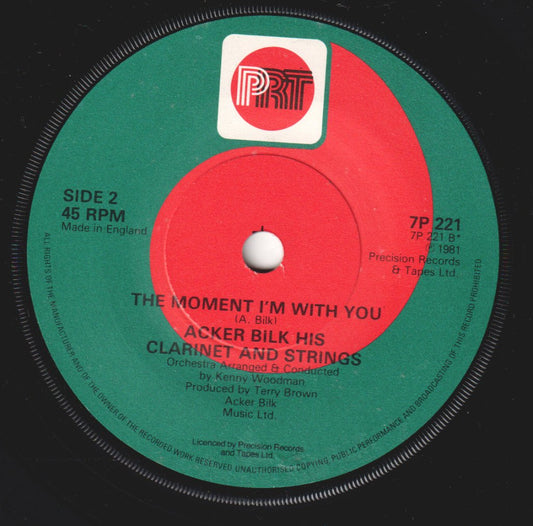 PRT
SIDE 2
45 RPM
Made in England
7P 221
7P 221 B*
℗ 1981
Precision Records
& Tapes Ltd.
THE MOMENT I'M WITH YOU
(A. Bilk)
ACKER BILK HIS
CLARINET AND STRINGS
Orchestra Arranged & Conducted
by Kenny Woodman
Produced by Terry Brown
Acker Bilk
Music Ltd.
Licenced by Precision Records
and Tapes Ltd.
ALL RIGHTS OF THE MANUFACTURER AND OF THE OWNER OF THE RECORDED WORK RESERVED. UNAUTHORISED COPYING, PUBLIC PERFORMANCE AND BROADCASTING OF THIS RECORD PROHIBITED